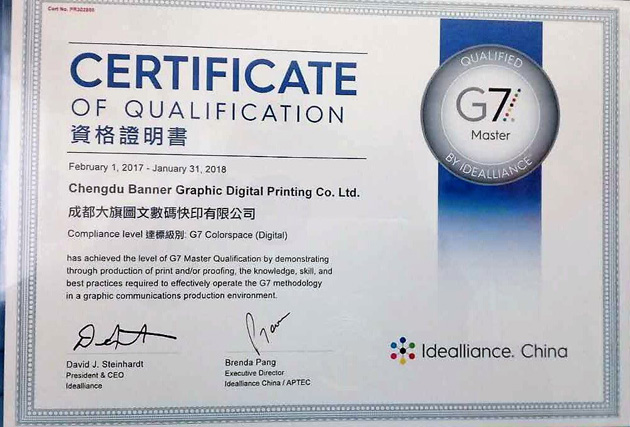 CERTIFICATE
OF QUALIFICATION
資格證明書
February 1, 2017 - January 31, 2018
Chengdu Banner Graphic Digital Printing Co. Ltd.
成都大旗圖文數碼快印有限公司
Compliance level 達標級別: G7 Colorspace (Digital)
has achieved the level of G7 Master Qualification by demonstrating
through production of print and/or proofing, the knowledge, skill, and
best practices required to effectively operate the G7 methodology
in a graphic communications production environment.
David J. Steinhardt
President & CEO
Idealliance
Brenda Pang
Executive Director
Idealliance China / APTEC
QUALIFIED
G7
Master
BY IDEALLIANCE
Idealliance. China